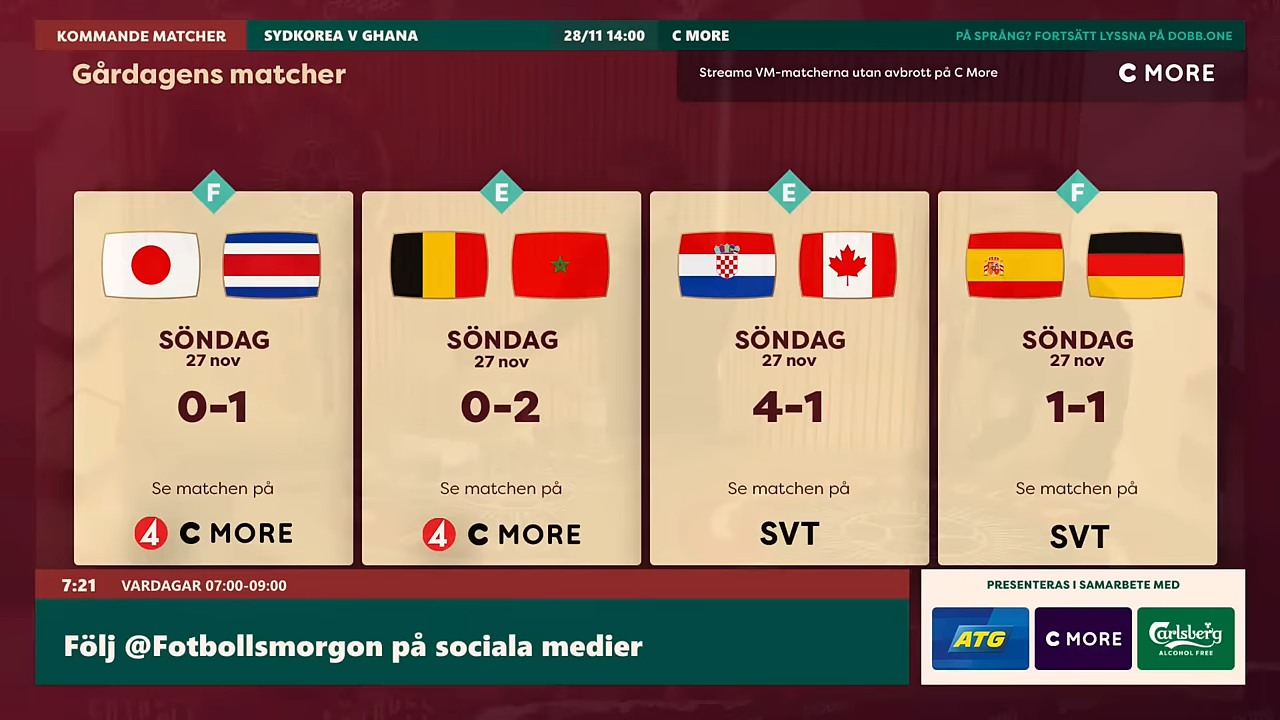 KOMMANDE MATCHER SYDKOREA V GHANA 28/11 14:00 C MORE PÅ SPRÅNG? FORTSÄTT LYSSNA PÅ DOBB.ONE
Gårdagens matcher
Streama VM-matcherna utan avbrott på C More C MORE
F
SÖNDAG
27 nov
0-1
Se matchen på
4 C MORE
E
SÖNDAG
27 nov
0-2
Se matchen på
4 C MORE
E
SÖNDAG
27 nov
4-1
Se matchen på
SVT
F
SÖNDAG
27 nov
1-1
Se matchen på
SVT
7:21 VARDAGAR 07:00-09:00
Följ @Fotbollsmorgon på sociala medier
PRESENTERAS I SAMARBETE MED
ATG
C MORE
Carlsberg
ALCOHOL FREE